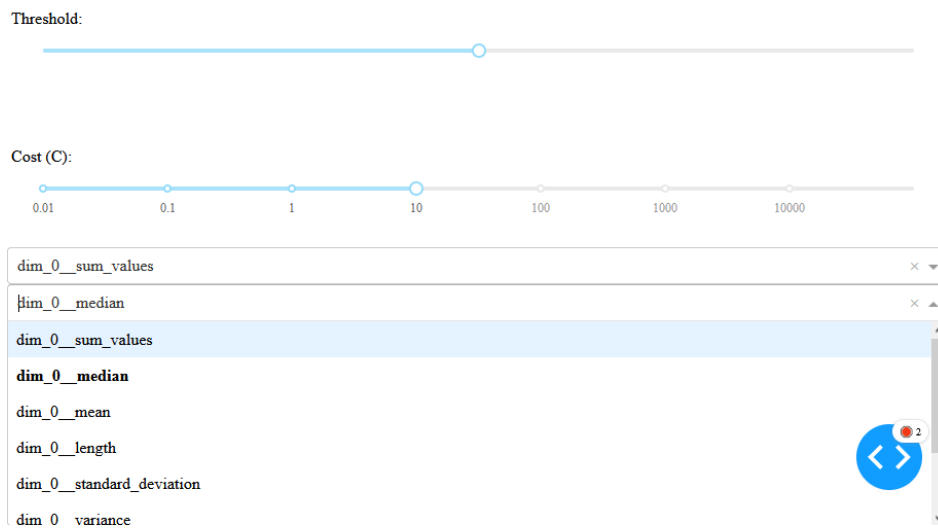 Threshold:
Cost (C):
0.01 0.1 1 10 100 1000 10000
dim_0__sum_values
dim_0__median
dim_0__sum_values
dim_0__median
dim_0__mean
dim_0__length
2
dim_0__standard_deviation
dim_0__variance